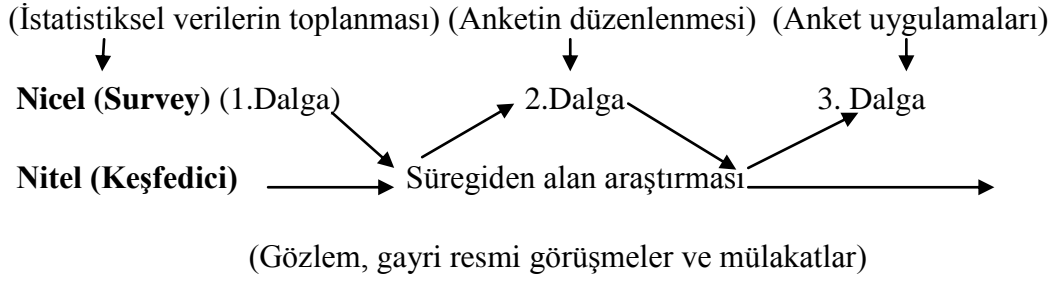 (İstatistiksel verilerin toplanması) (Anketin düzenlenmesi) (Anket uygulamaları)
Nicel (Survey) (1.Dalga) 2.Dalga 3. Dalga
Nitel (Keşfedici) Süregiden alan araştırması
(Gözlem, gayri resmi görüşmeler ve mülakatlar)